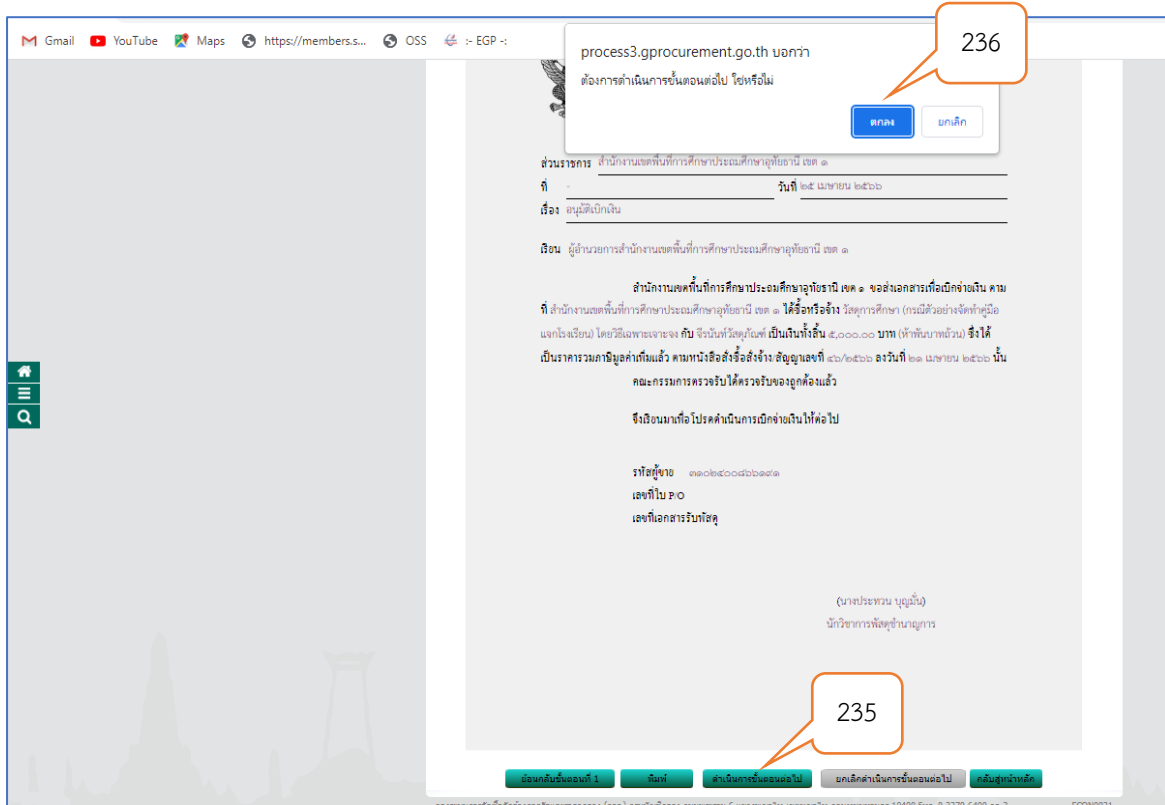 Gmail YouTube Maps https://members.s... OSS :- EGP -:
process3.gprocurement.go.th บอกว่า
ต้องการดำเนินการขั้นตอนต่อไป ใช่หรือไม่
ตกลง ยกเลิก
236
ส่วนราชการ สำนักงานเขตพื้นที่การศึกษาประถมศึกษาอุทัยธานี เขต ๑
ที่ - วันที่ ๒๕ เมษายน ๒๕๖๖
เรื่อง อนุมัติเบิกเงิน
เรียน ผู้อำนวยการสำนักงานเขตพื้นที่การศึกษาประถมศึกษาอุทัยธานี เขต ๑
สำนักงานเขตพื้นที่การศึกษาประถมศึกษาอุทัยธานี เขต ๑ ขอส่งเอกสารเพื่อเบิกจ่ายเงิน ตาม
ที่ สำนักงานเขตพื้นที่การศึกษาประถมศึกษาอุทัยธานี เขต ๑ ได้ซื้อหรือจ้าง วัสดุการศึกษา (กรณีตัวอย่างจัดทำคู่มือ
แจกโรงเรียน) โดยวิธีเฉพาะเจาะจง กับ จีรนันท์วัสดุภัณฑ์ เป็นเงินทั้งสิ้น ๕,๐๐๐.๐๐ บาท (ห้าพันบาทถ้วน) ซึ่งได้
เป็นราคารวมภาษีมูลค่าเพิ่มแล้ว ตามหนังสือสั่งซื้อสั่งจ้าง/สัญญาเลขที่ ๔๖/๒๕๖๖ ลงวันที่ ๒๑ เมษายน ๒๕๖๖ นั้น
คณะกรรมการตรวจรับได้ตรวจรับของถูกต้องแล้ว
จึงเรียนมาเพื่อโปรดดำเนินการเบิกจ่ายเงินให้ต่อไป
รหัสผู้ขาย
เลขที่ใบ P/O
เลขที่เอกสารรับพัสดุ
(นางประทวน บุญมั่น)
นักวิชาการพัสดุชำนาญการ
235
ย้อนกลับขั้นตอนที่ 1 พิมพ์ ดำเนินการขั้นตอนต่อไป ยกเลิกดำเนินการขั้นตอนต่อไป กลับสู่หน้าหลัก